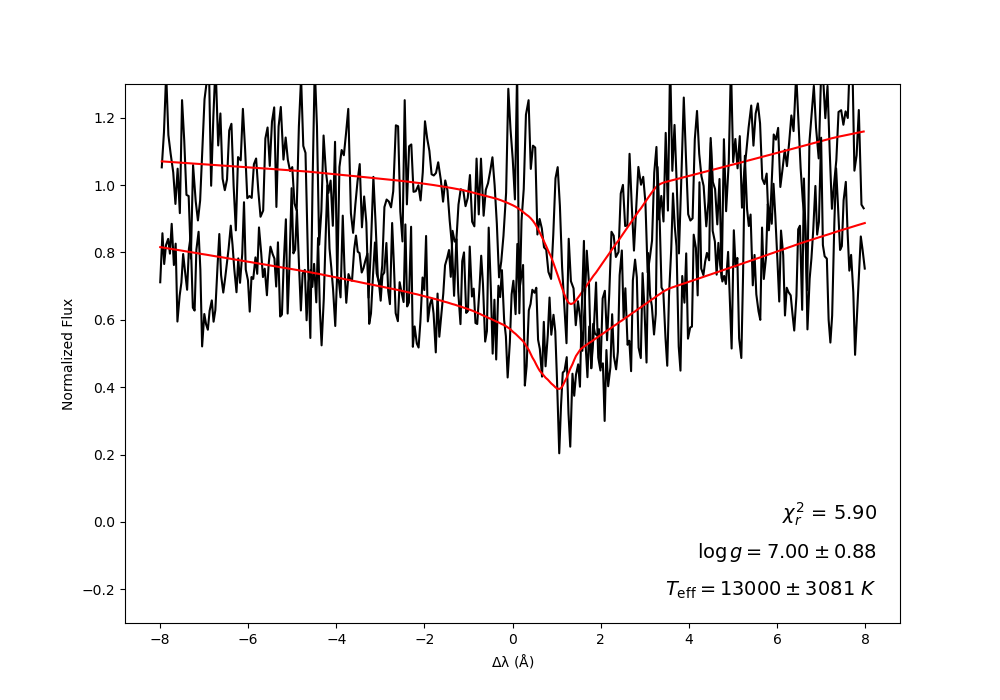 1.2
1.0
0.8
0.6
0.4
0.2
0.0
−0.2
Normalized Flux
χ²ᵣ = 5.90
log g = 7.00 ± 0.88
T_eff = 13000 ± 3081 K
−8 −6 −4 −2 0 2 4 6 8
Δλ (Å)